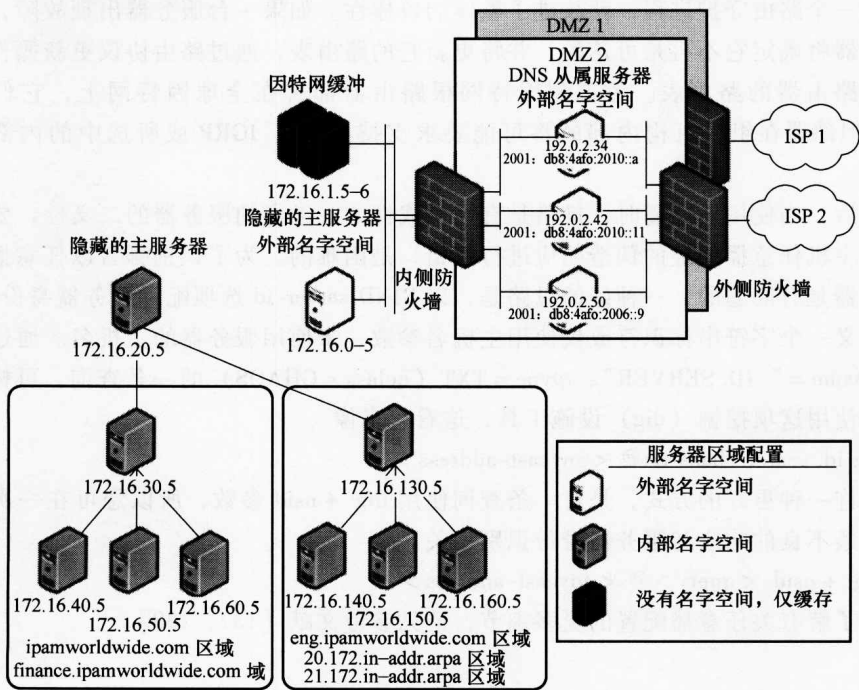 DMZ 1
DMZ 2
DNS 从属服务器
外部名字空间
192.0.2.34
2001: db8:4afo:2010::a
192.0.2.42
2001: db8:4afo:2010::11
192.0.2.50
2001: db8:4afo:2006::9
ISP 1
ISP 2
外侧防火墙
内侧防
火墙
因特网缓冲
172.16.1.5–6
隐藏的主服务器
外部名字空间
172.16.0–5
隐藏的主服务器
172.16.20.5
172.16.30.5
172.16.40.5
172.16.50.5
172.16.60.5
ipamworldwide.com 区域
finance.ipamworldwide.com 域
172.16.130.5
172.16.140.5
172.16.150.5
172.16.160.5
eng.ipamworldwide.com 区域
20.172.in–addr.arpa 区域
21.172.in–addr.arpa 区域
服务器区域配置
外部名字空间
内部名字空间
没有名字空间，仅缓存